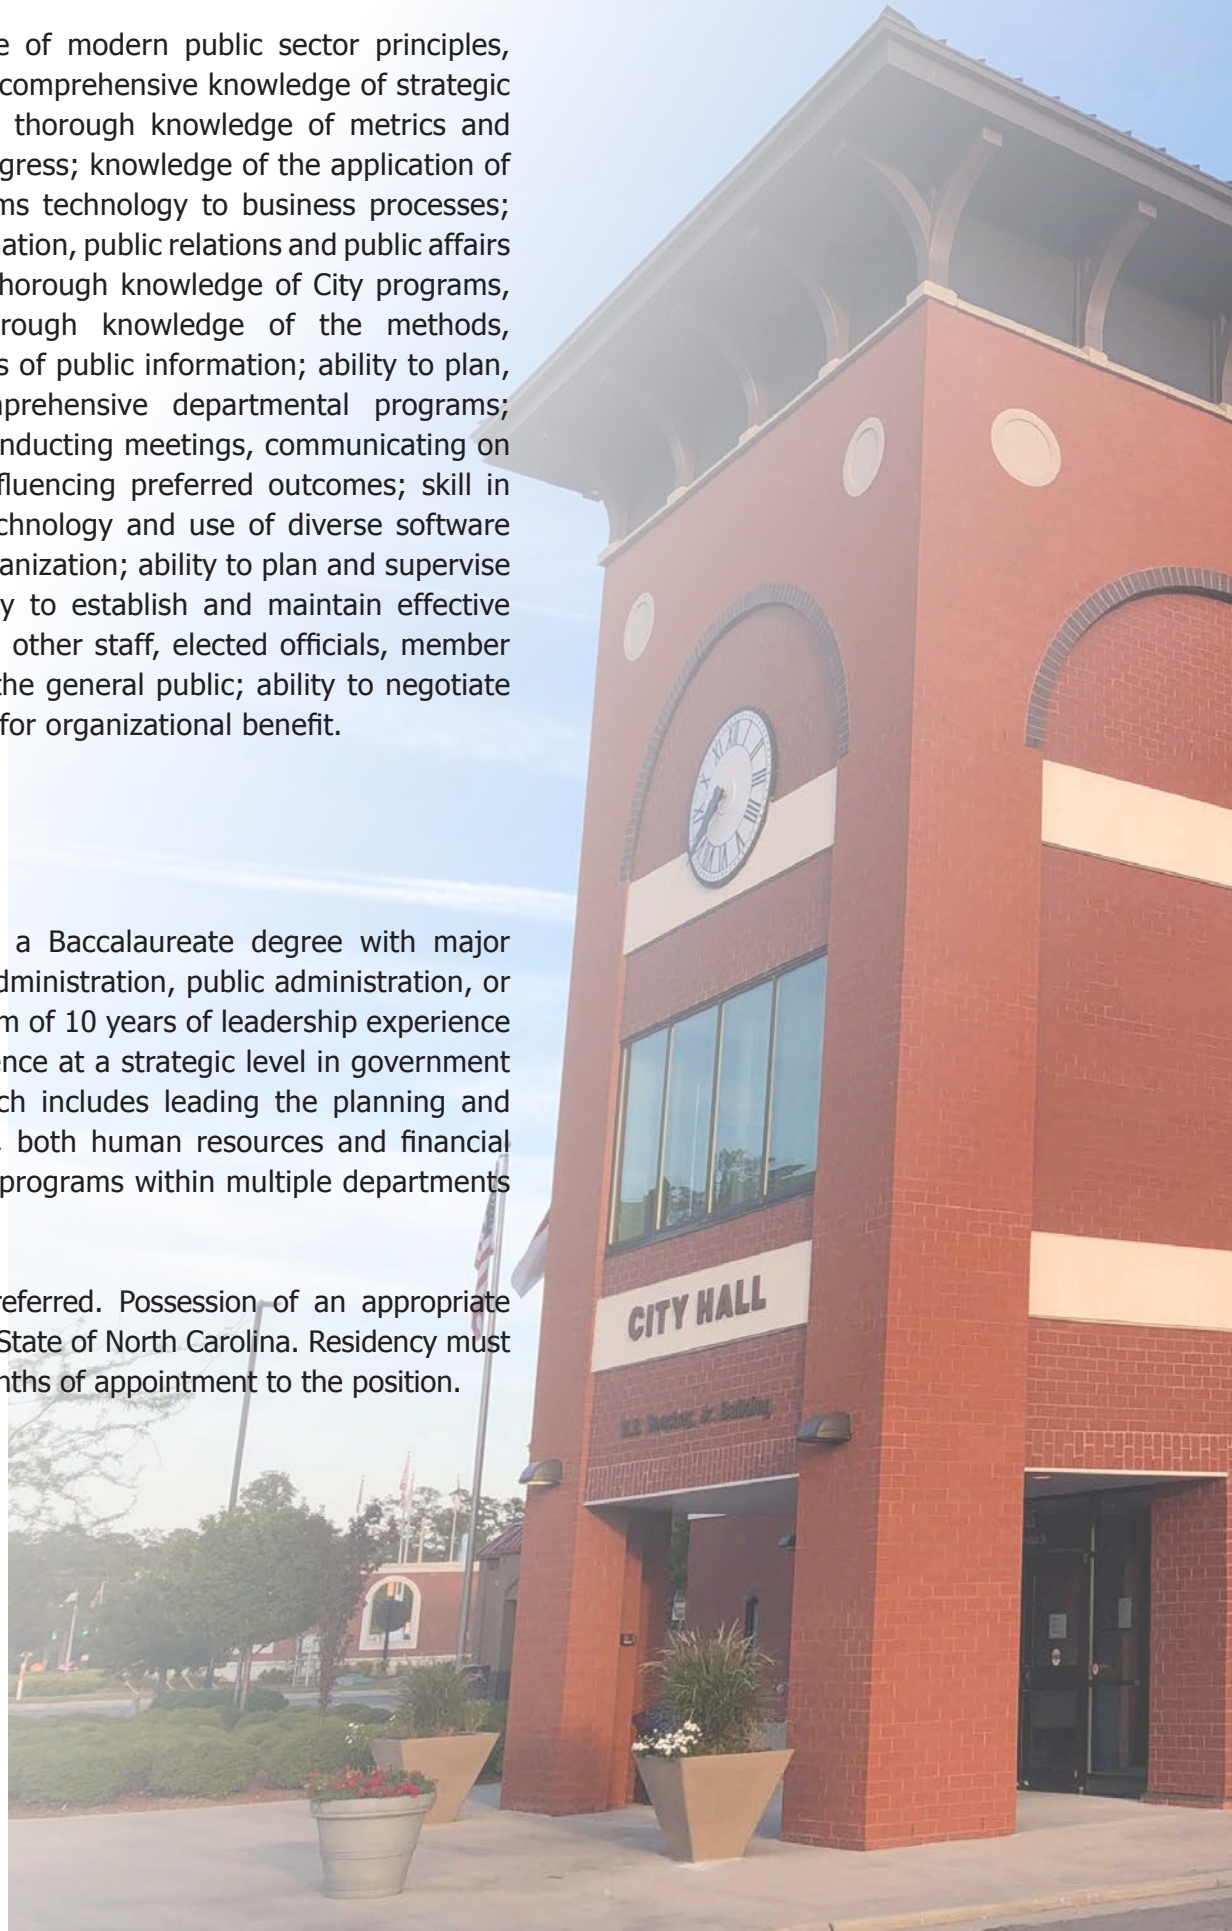 e of modern public sector principles,
comprehensive knowledge of strategic
thorough knowledge of metrics and
gress; knowledge of the application of
ms technology to business processes;
ation, public relations and public affairs
horough knowledge of City programs,
rough knowledge of the methods,
s of public information; ability to plan,
mprehensive departmental programs;
nducting meetings, communicating on
fluencing preferred outcomes; skill in
chnology and use of diverse software
anization; ability to plan and supervise
y to establish and maintain effective
other staff, elected officials, member
the general public; ability to negotiate
for organizational benefit.
a Baccalaureate degree with major
dministration, public administration, or
m of 10 years of leadership experience
ence at a strategic level in government
ch includes leading the planning and
both human resources and financial
programs within multiple departments
referred. Possession of an appropriate
State of North Carolina. Residency must
nths of appointment to the position.
CITY HALL
Jr. Building